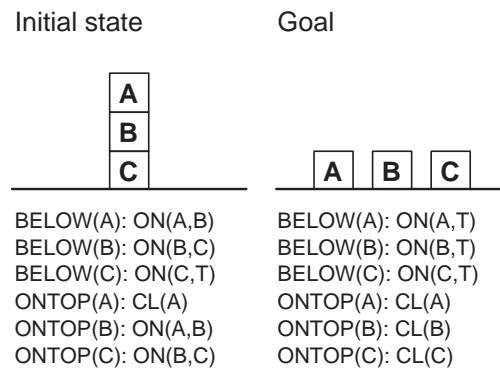 Initial state
A
B
C
BELOW(A): ON(A,B)
BELOW(B): ON(B,C)
BELOW(C): ON(C,T)
ONTOP(A): CL(A)
ONTOP(B): ON(A,B)
ONTOP(C): ON(B,C)
Goal
A B C
BELOW(A): ON(A,T)
BELOW(B): ON(B,T)
BELOW(C): ON(C,T)
ONTOP(A): CL(A)
ONTOP(B): CL(B)
ONTOP(C): CL(C)